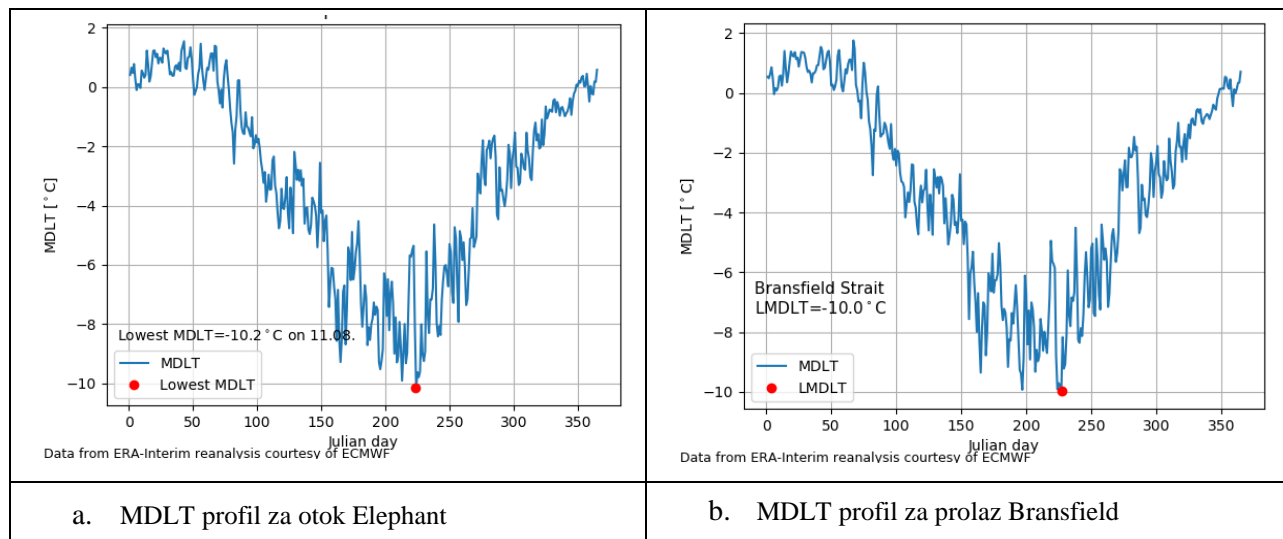 2
0
−2
−4
−6
−8
−10
MDLT [°C]
Lowest MDLT=-10.2°C on 11.08.
MDLT
Lowest MDLT
0 50 100 150 200 250 300 350
Julian day
Data from ERA-Interim reanalysis courtesy of ECMWF
a. MDLT profil za otok Elephant
2
0
−2
−4
−6
−8
−10
MDLT [°C]
Bransfield Strait
LMDLT=-10.0°C
MDLT
LMDLT
0 50 100 150 200 250 300 350
Julian day
Data from ERA-Interim reanalysis courtesy of ECMWF
b. MDLT profil za prolaz Bransfield